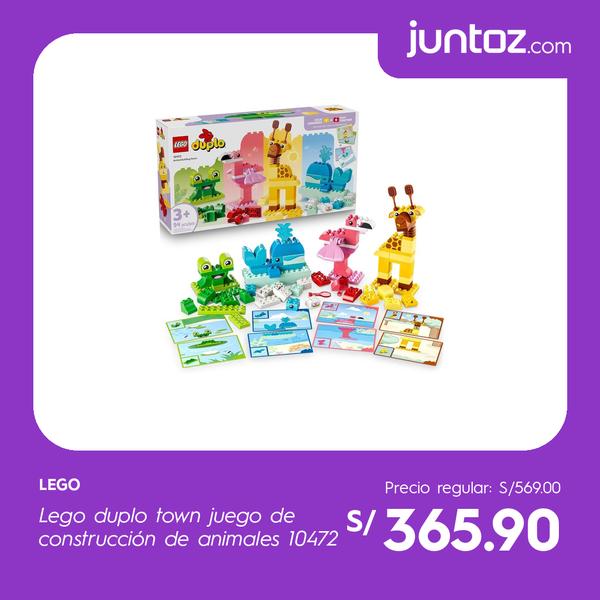 juntoz.com
LEGO duplo
3+
LEGO
Precio regular: S/569.00
Lego duplo town juego de
construcción de animales 10472
S/ 365.90